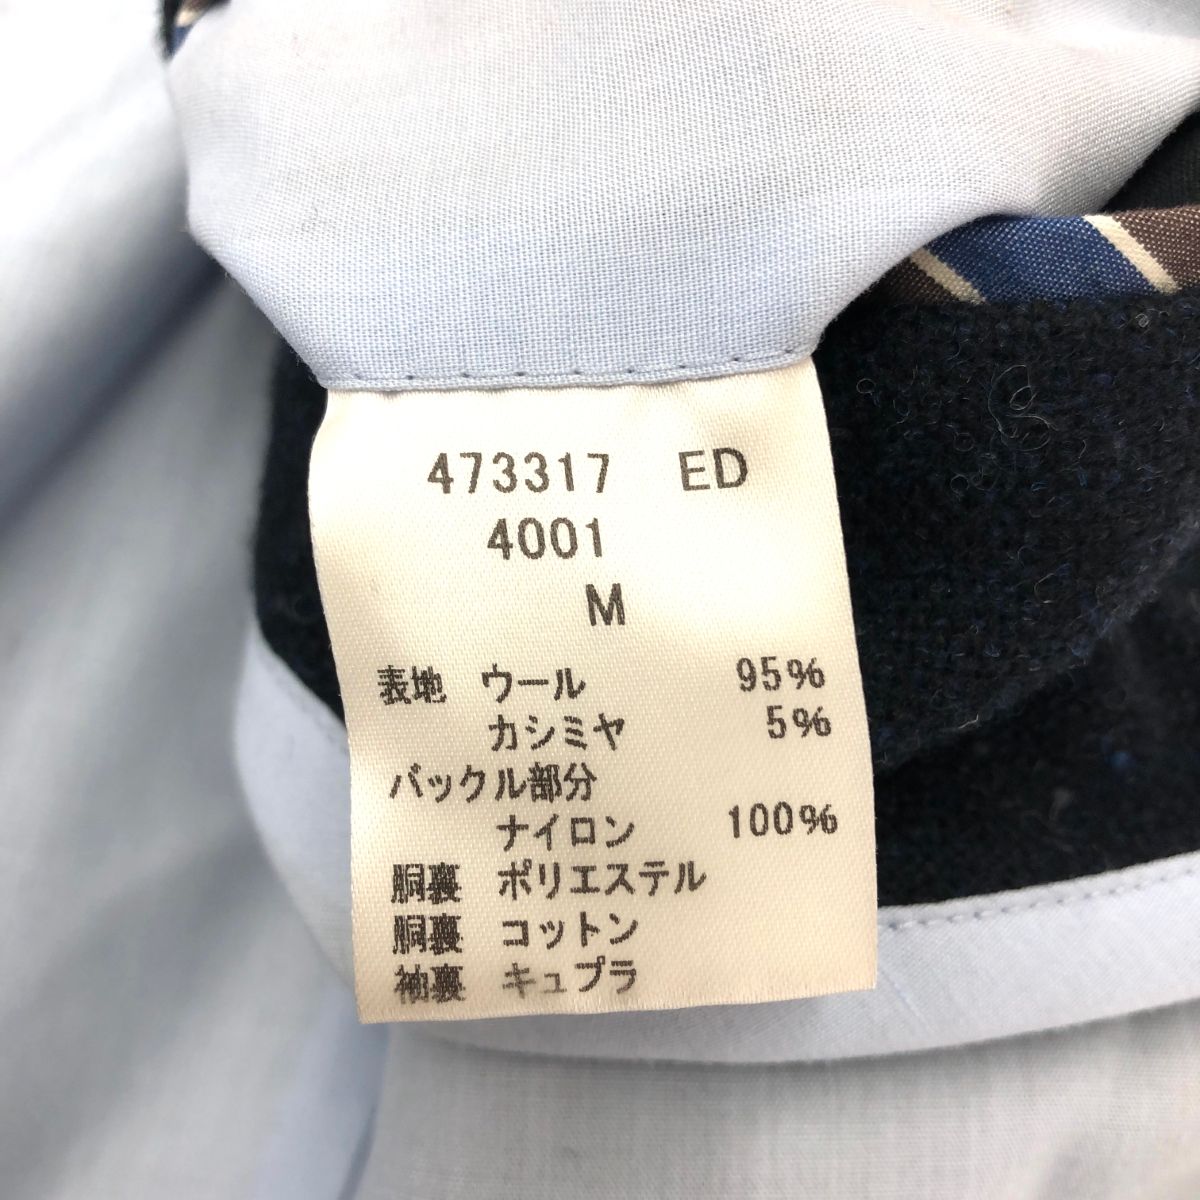 473317 ED
4001
M
表地 ウール 95%
カシミヤ 5%
バックル部分
ナイロン 100%
胴裏 ポリエステル
胴裏 コットン
袖裏 キュプラ